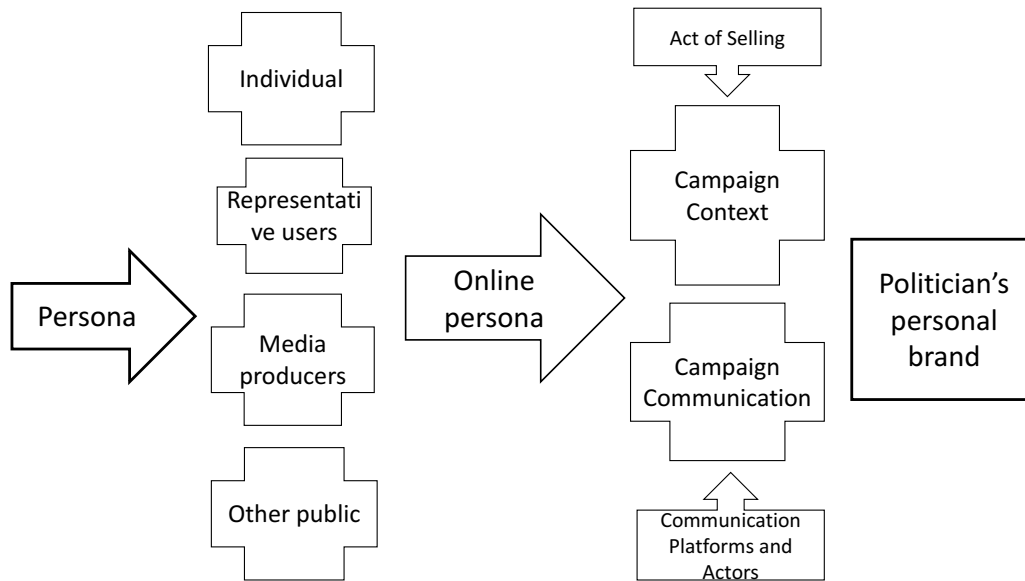 Persona
Individual
Representati
ve users
Media
producers
Other public
Online
persona
Act of Selling
Campaign
Context
Campaign
Communication
Communication
Platforms and
Actors
Politician’s
personal
brand